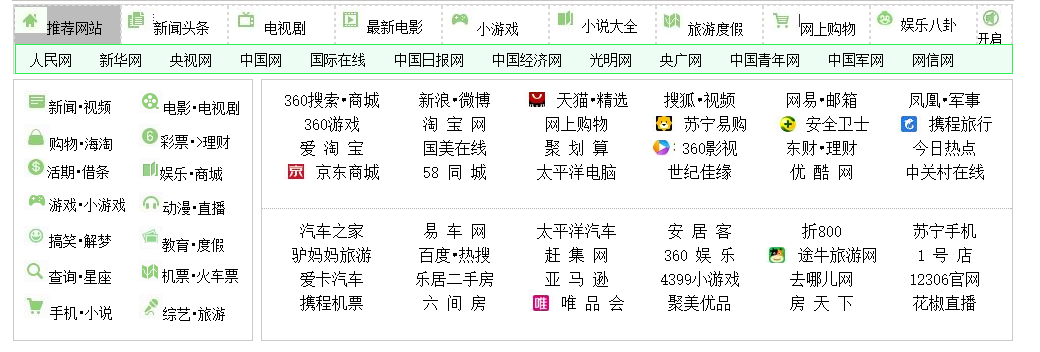 推荐网站 新闻头条 电视剧 最新电影 小游戏 小说大全 旅游度假 网上购物 娱乐八卦 开启
人民网 新华网 央视网 中国网 国际在线 中国日报网 中国经济网 光明网 央广网 中国青年网 中国军网 网信网
新闻•视频 电影•电视剧
购物•海淘 彩票•>理财
活期•借条 娱乐•商城
游戏•小游戏 动漫•直播
搞笑•解梦 教育•度假
查询•星座 机票•火车票
手机•小说 综艺•旅游
360搜索•商城 新浪•微博 天猫•精选 搜狐•视频 网易•邮箱 凤凰•军事
360游戏 淘 宝 网 网上购物 苏宁易购 安全卫士 携程旅行
爱 淘 宝 国美在线 聚 划 算 360影视 东财•理财 今日热点
京东商城 58 同 城 太平洋电脑 世纪佳缘 优 酷 网 中关村在线
汽车之家 易 车 网 太平洋汽车 安 居 客 折800 苏宁手机
驴妈妈旅游 百度•热搜 赶 集 网 360 娱 乐 途牛旅游网 1 号 店
爱卡汽车 乐居二手房 亚 马 逊 4399小游戏 去哪儿网 12306官网
携程机票 六 间 房 唯 唯 品 会 聚美优品 房 天 下 花椒直播